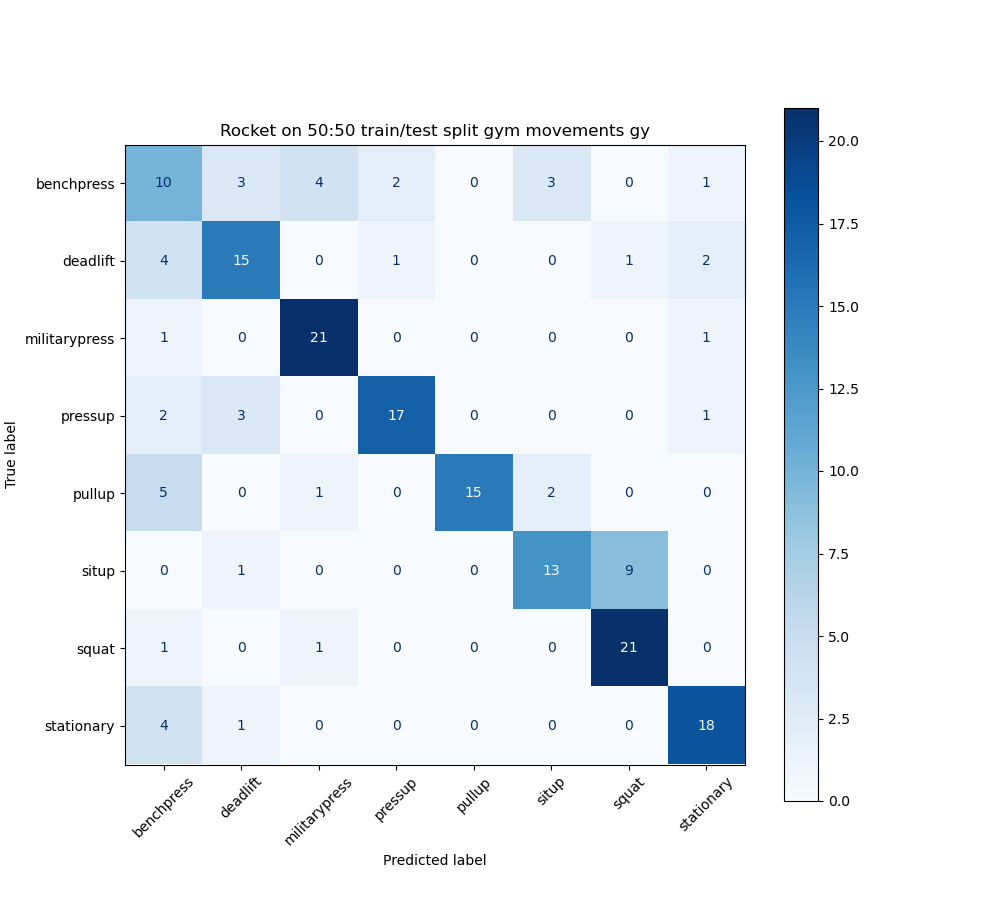 Rocket on 50:50 train/test split gym movements gy
benchpress 10 3 4 2 0 3 0 1
deadlift 4 15 0 1 0 0 1 2
militarypress 1 0 21 0 0 0 0 1
pressup 2 3 0 17 0 0 0 1
pullup 5 0 1 0 15 2 0 0
situp 0 1 0 0 0 13 9 0
squat 1 0 1 0 0 0 21 0
stationary 4 1 0 0 0 0 0 18
True label
benchpress deadlift militarypress pressup pullup situp squat stationary
Predicted label
20.0
17.5
15.0
12.5
10.0
7.5
5.0
2.5
0.0